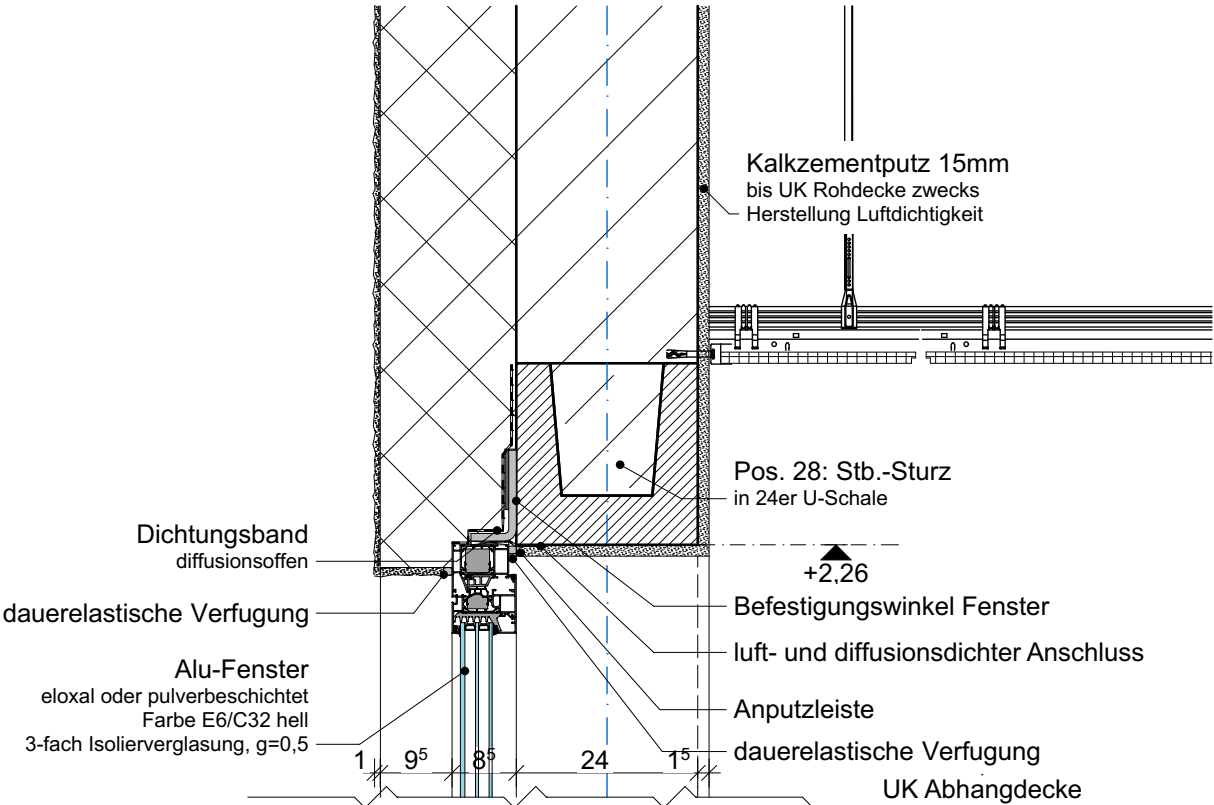 Kalkzementputz 15mm
bis UK Rohdecke zwecks
Herstellung Luftdichtigkeit
Pos. 28: Stb.-Sturz
in 24er U-Schale
Dichtungsband
diffusionsoffen
+2,26
dauerelastische Verfugung
Befestigungswinkel Fenster
luft- und diffusionsdichter Anschluss
Alu-Fenster
eloxal oder pulverbeschichtet
Farbe E6/C32 hell
3-fach Isolierverglasung, g=0,5
Anputzleiste
dauerelastische Verfugung
1 9⁵ 8⁵ 24 1⁵
UK Abhangdecke